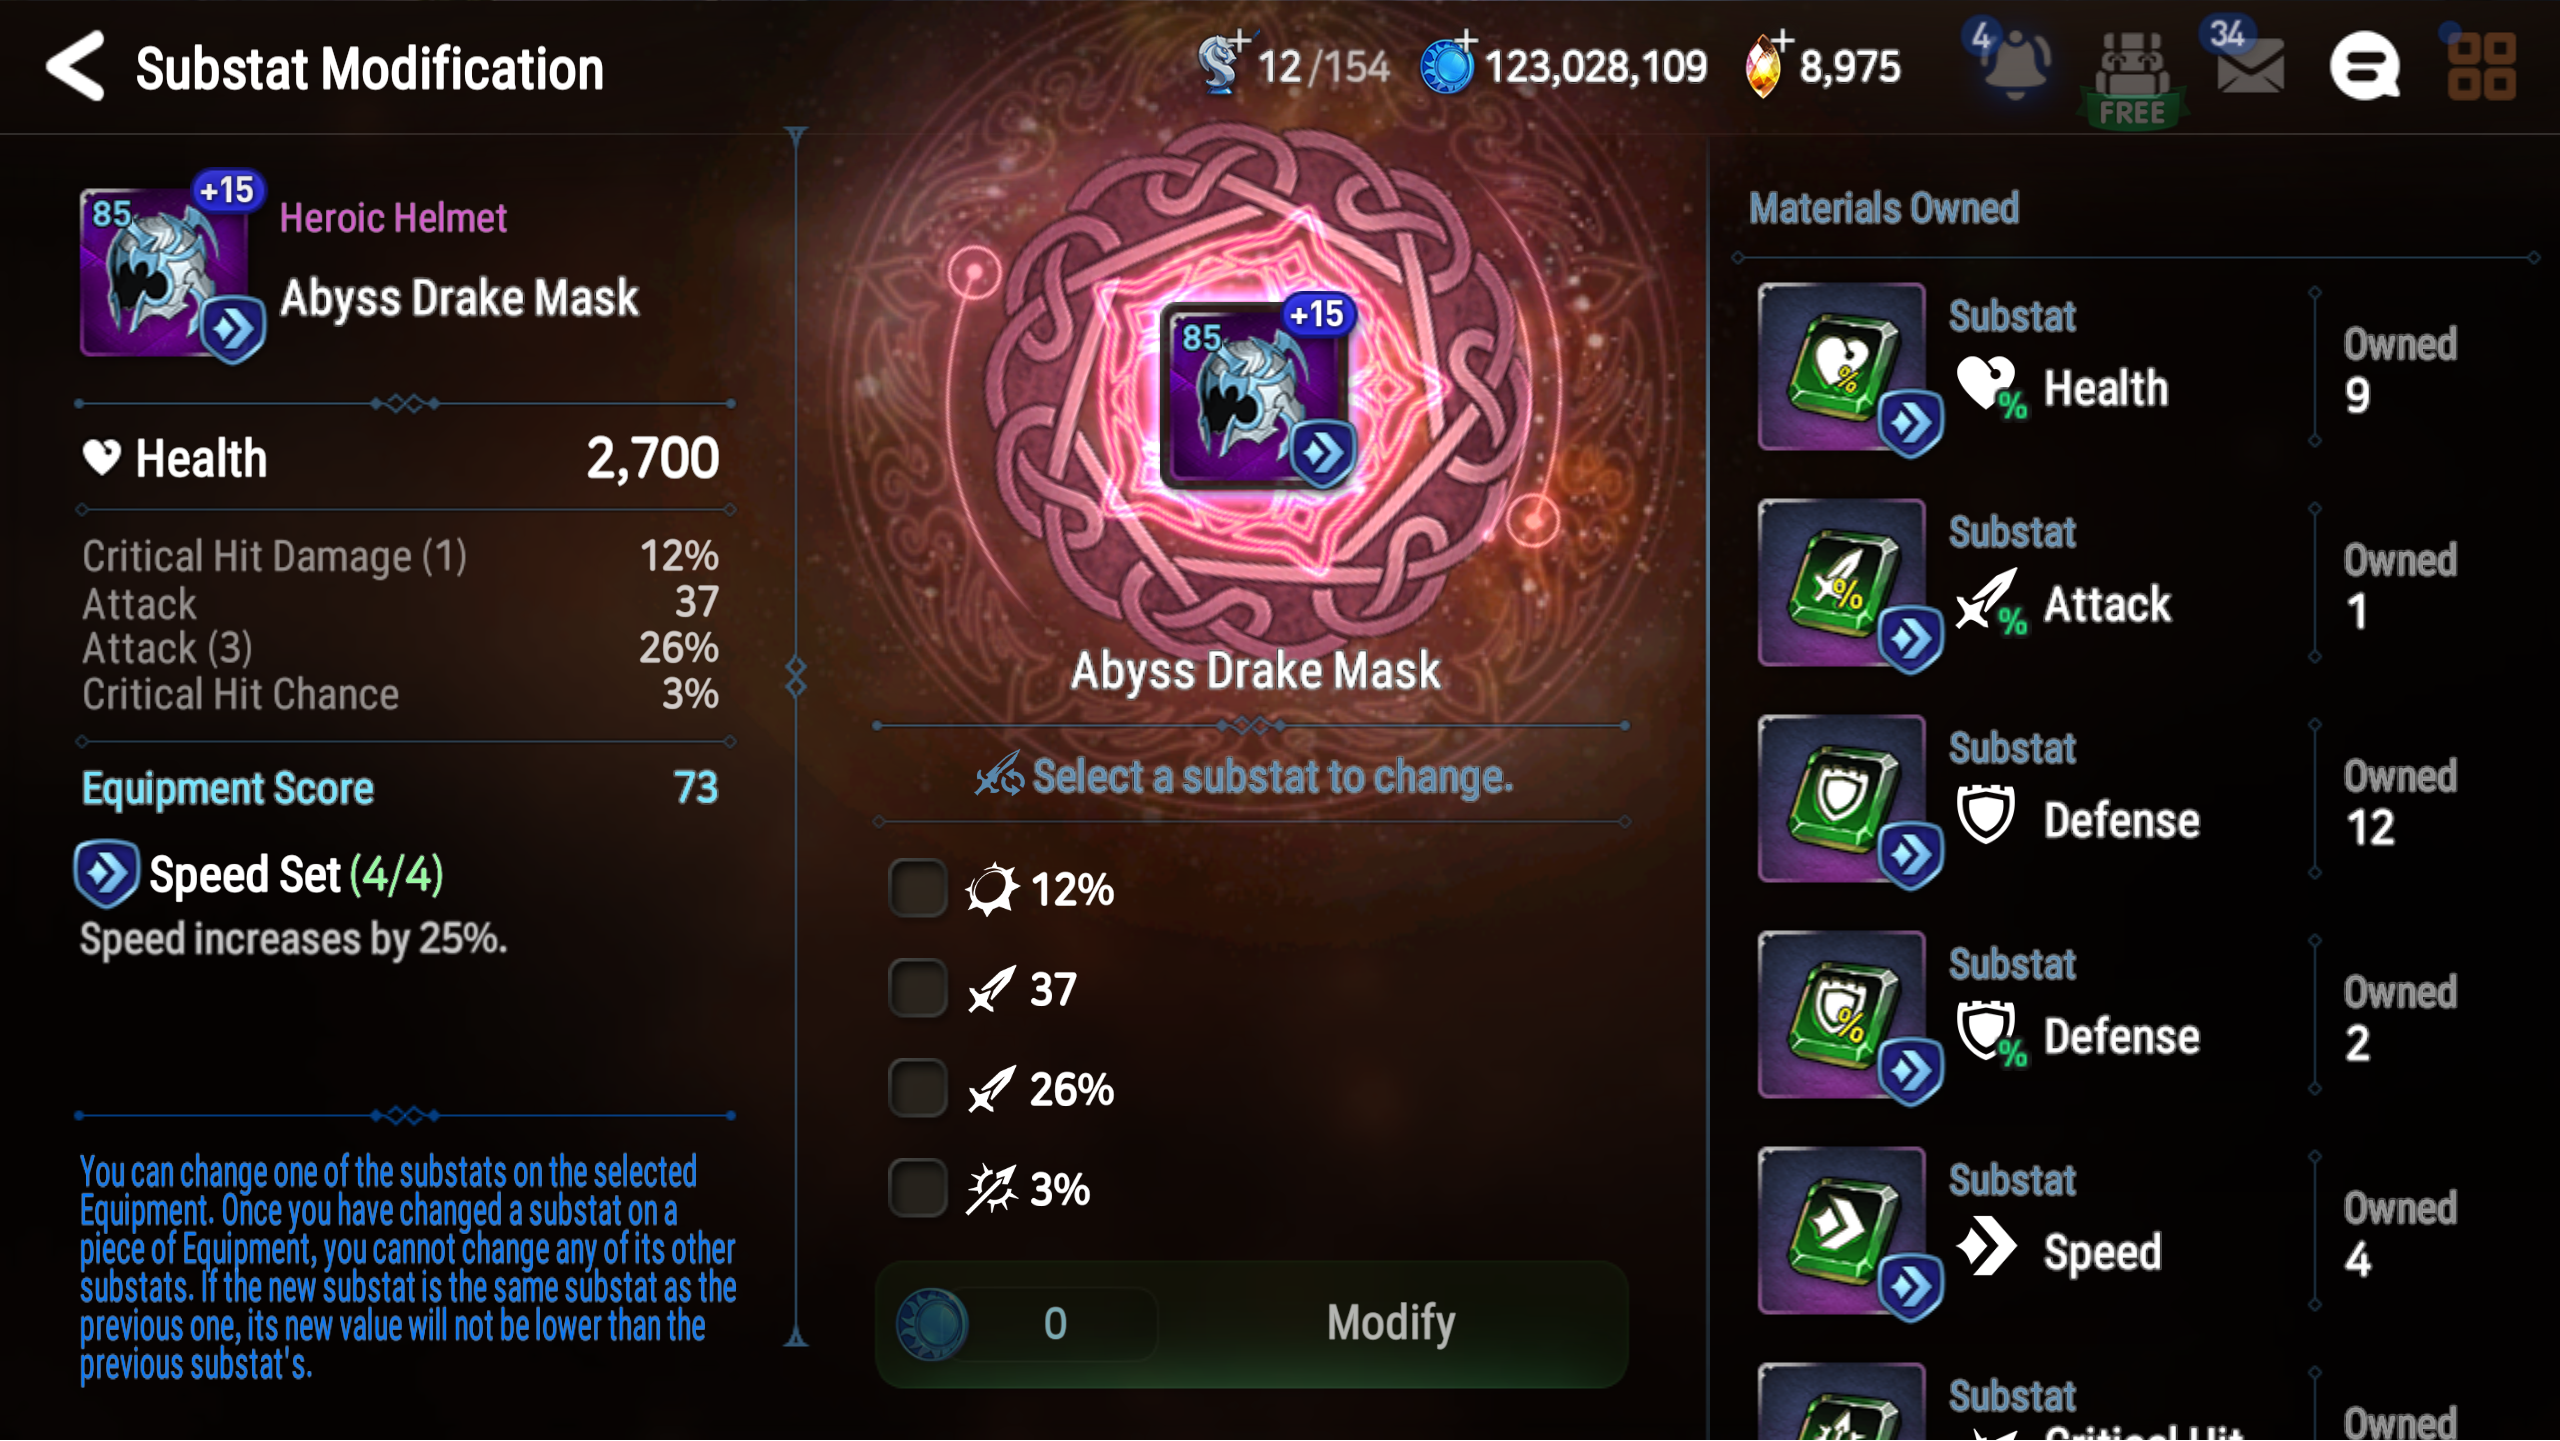 Substat Modification
12/154
123,028,109
8,975
4
FREE
34
85
+15
Heroic Helmet
Abyss Drake Mask
Health 2,700
Critical Hit Damage (1) 12%
Attack 37
Attack (3) 26%
Critical Hit Chance 3%
Equipment Score 73
Speed Set (4/4)
Speed increases by 25%.
You can change one of the substats on the selected
Equipment. Once you have changed a substat on a
piece of Equipment, you cannot change any of its other
substats. If the new substat is the same substat as the
previous one, its new value will not be lower than the
previous substat's.
85
+15
Abyss Drake Mask
Select a substat to change.
12%
37
26%
3%
0 Modify
Materials Owned
Substat
% Health
Owned
9
Substat
% Attack
Owned
1
Substat
Defense
Owned
12
Substat
% Defense
Owned
2
Substat
Speed
Owned
4
Substat
Critical Hit
Owned